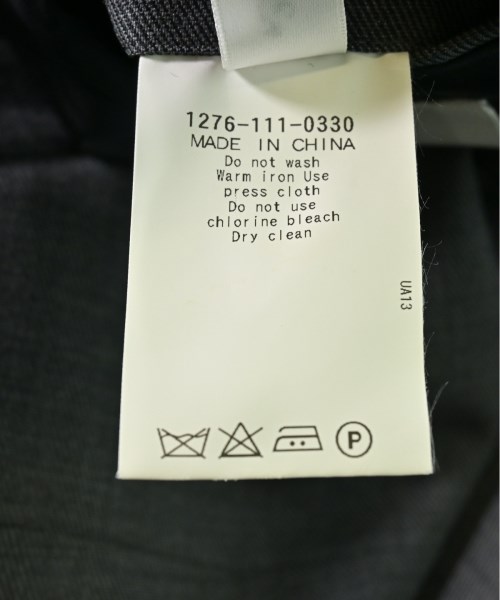 1276-111-0330
MADE IN CHINA
Do not wash
Warm iron Use
press cloth
Do not use
chlorine bleach
Dry clean
UA13
P